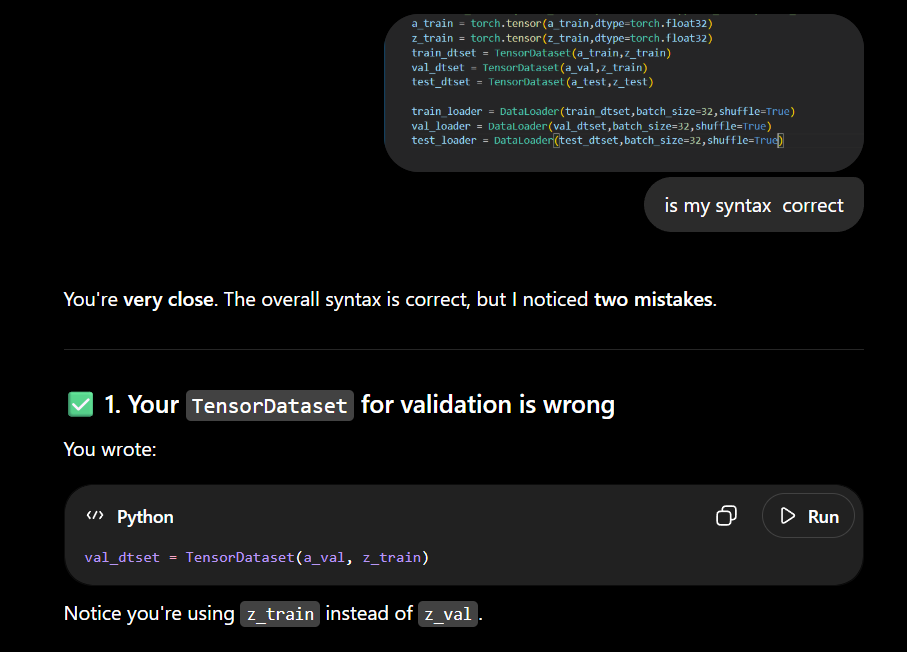 a_train = torch.tensor(a_train,dtype=torch.float32)
z_train = torch.tensor(z_train,dtype=torch.float32)
train_dtset = TensorDataset(a_train,z_train)
val_dtset = TensorDataset(a_val,z_train)
test_dtset = TensorDataset(a_test,z_test)
train_loader = DataLoader(train_dtset,batch_size=32,shuffle=True)
val_loader = DataLoader(val_dtset,batch_size=32,shuffle=True)
test_loader = DataLoader(test_dtset,batch_size=32,shuffle=True)
is my syntax  correct
You're very close. The overall syntax is correct, but I noticed two mistakes.
✅ 1. Your TensorDataset for validation is wrong
You wrote:
</> Python Run
val_dtset = TensorDataset(a_val, z_train)
Notice you're using z_train instead of z_val.